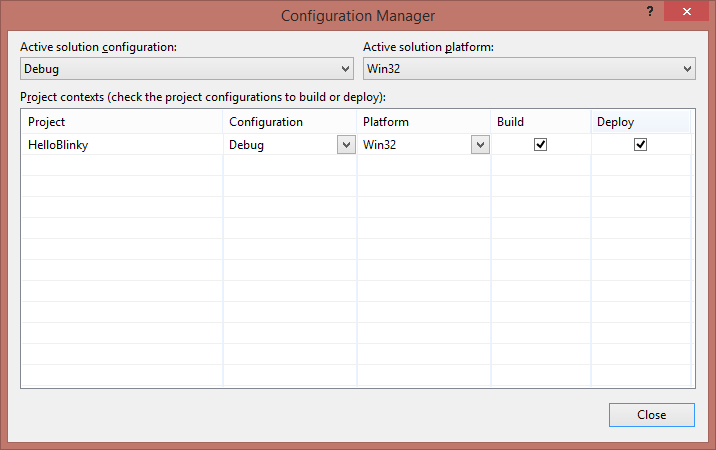 Configuration Manager
?
Active solution configuration: Active solution platform:
Debug Win32
Project contexts (check the project configurations to build or deploy):
Project Configuration Platform Build Deploy
HelloBlinky Debug Win32
Close